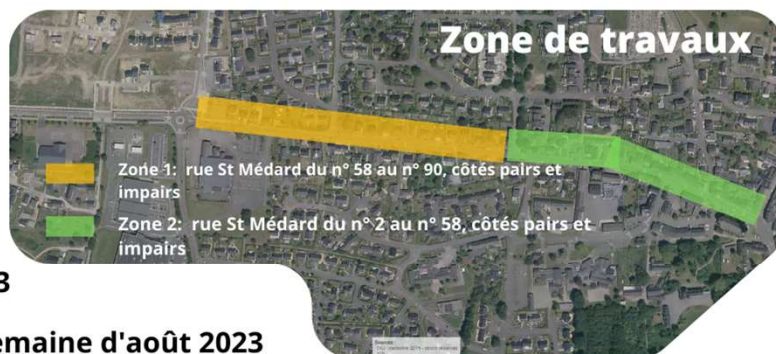 Zone de travaux
Zone 1: rue St Médard du n° 58 au n° 90, côtés pairs et
impairs
Zone 2: rue St Médard du n° 2 au n° 58, côtés pairs et
impairs
3
emaine d'août 2023